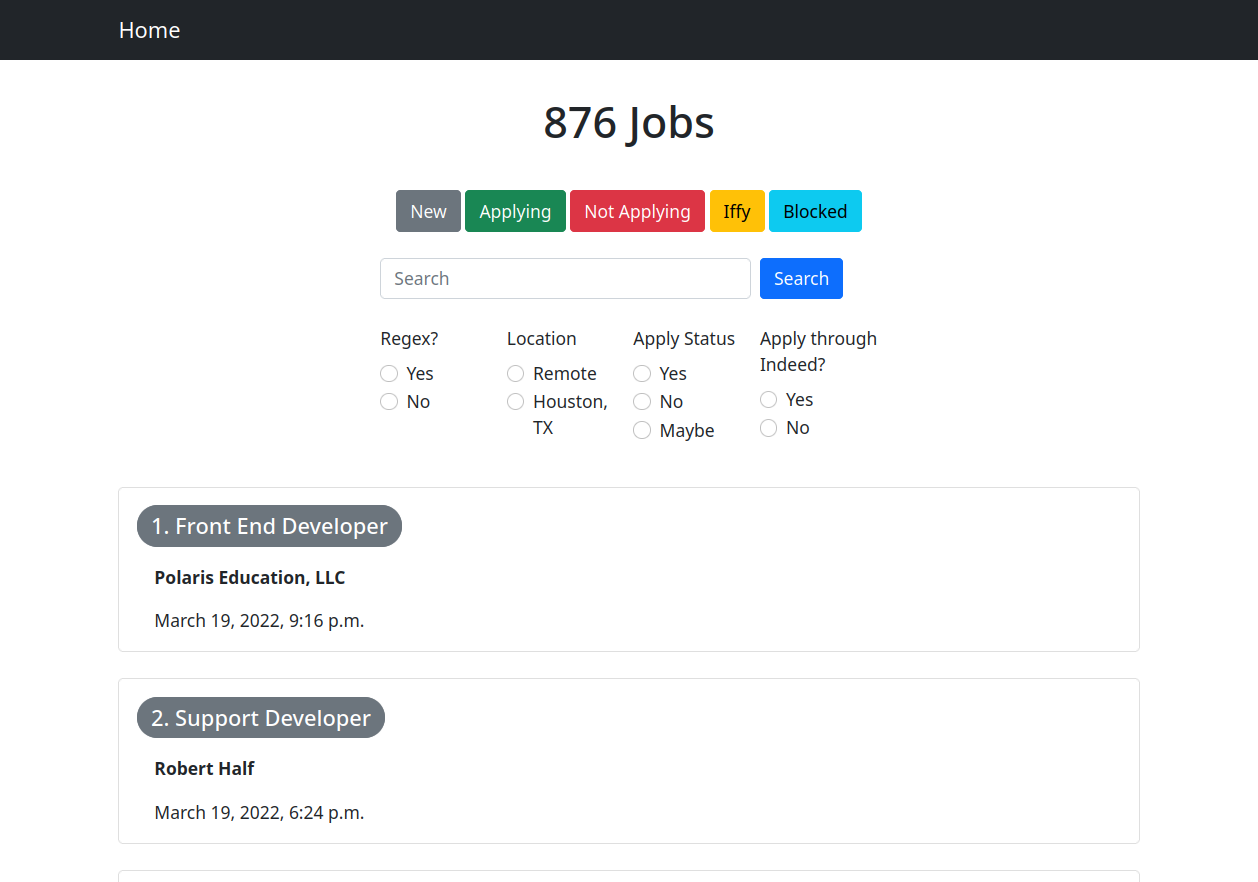 Home
876 Jobs
New Applying Not Applying Iffy Blocked
Search Search
Regex?
Yes
No
Location
Remote
Houston,
TX
Apply Status
Yes
No
Maybe
Apply through
Indeed?
Yes
No
1. Front End Developer
Polaris Education, LLC
March 19, 2022, 9:16 p.m.
2. Support Developer
Robert Half
March 19, 2022, 6:24 p.m.